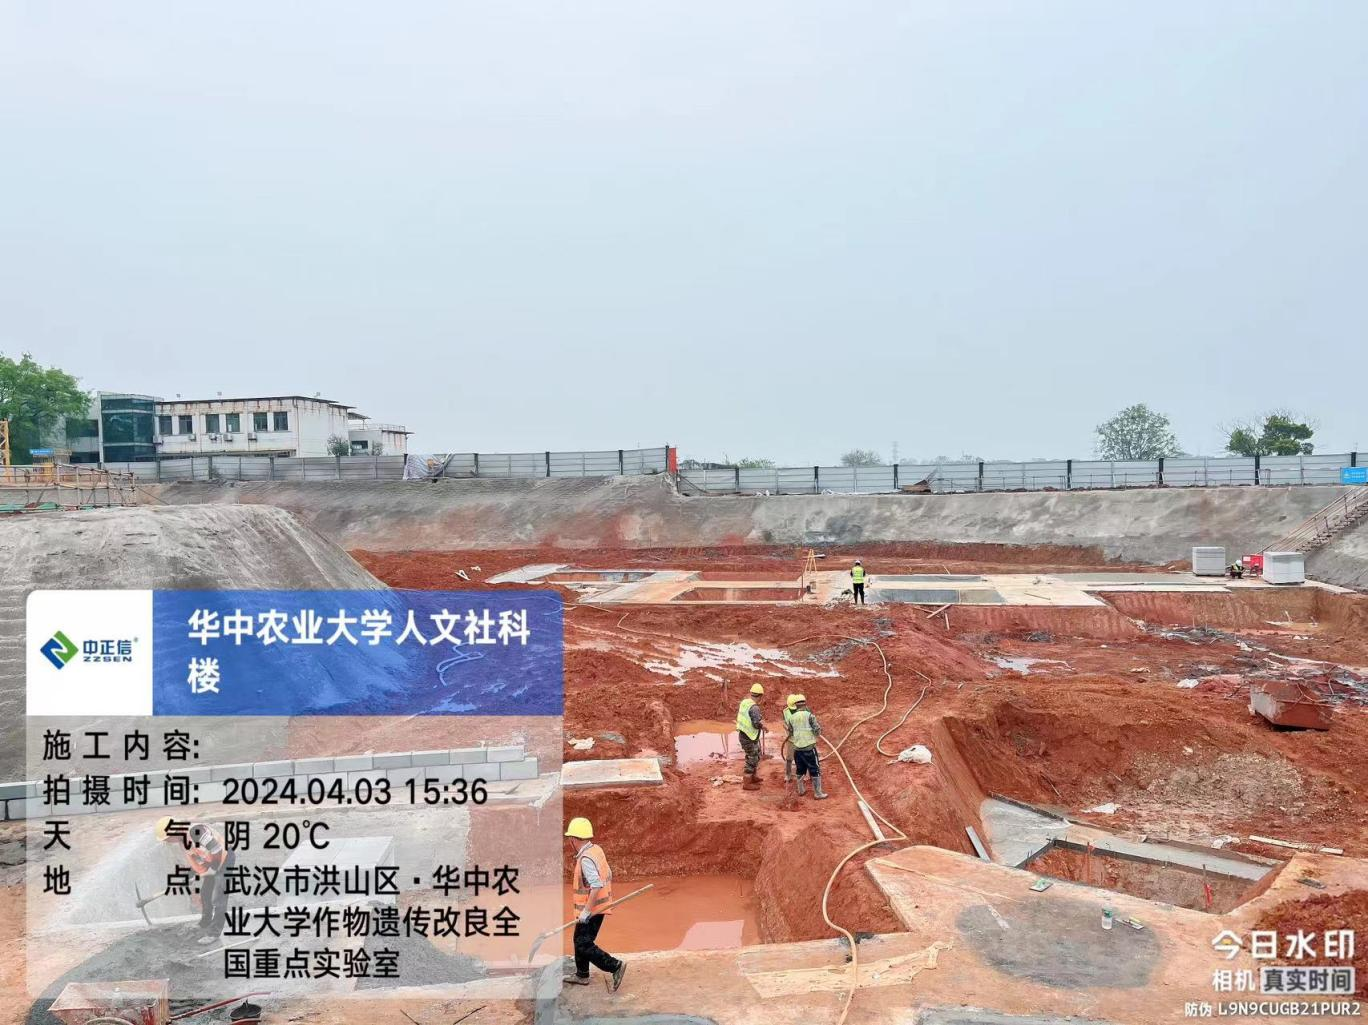 中正信
ZZSEN
华中农业大学人文社科
楼
施工内容:
拍摄时间: 2024.04.03 15:36
天气: 阴 20℃
地点: 武汉市洪山区·华中农
业大学作物遗传改良全
国重点实验室
今日水印
相机 真实时间
防伪 L9N9CUGB21PUR2